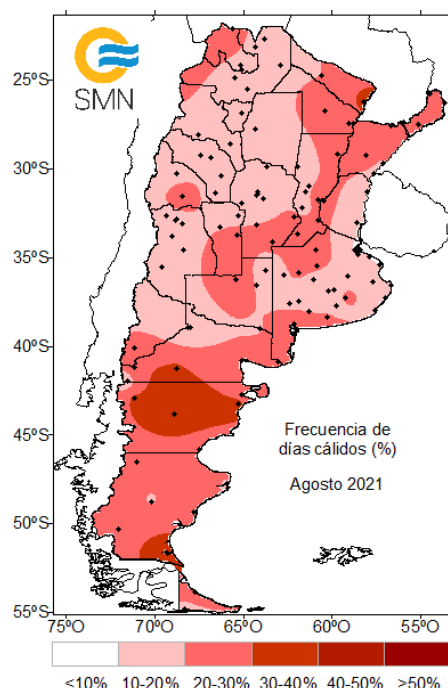 SMN
25ºS
30ºS
35ºS
40ºS
45ºS
50ºS
55ºS
Frecuencia de
días cálidos (%)
Agosto 2021
75ºO 70ºO 65ºO 60ºO 55ºO
<10% 10-20% 20-30% 30-40% 40-50% >50%